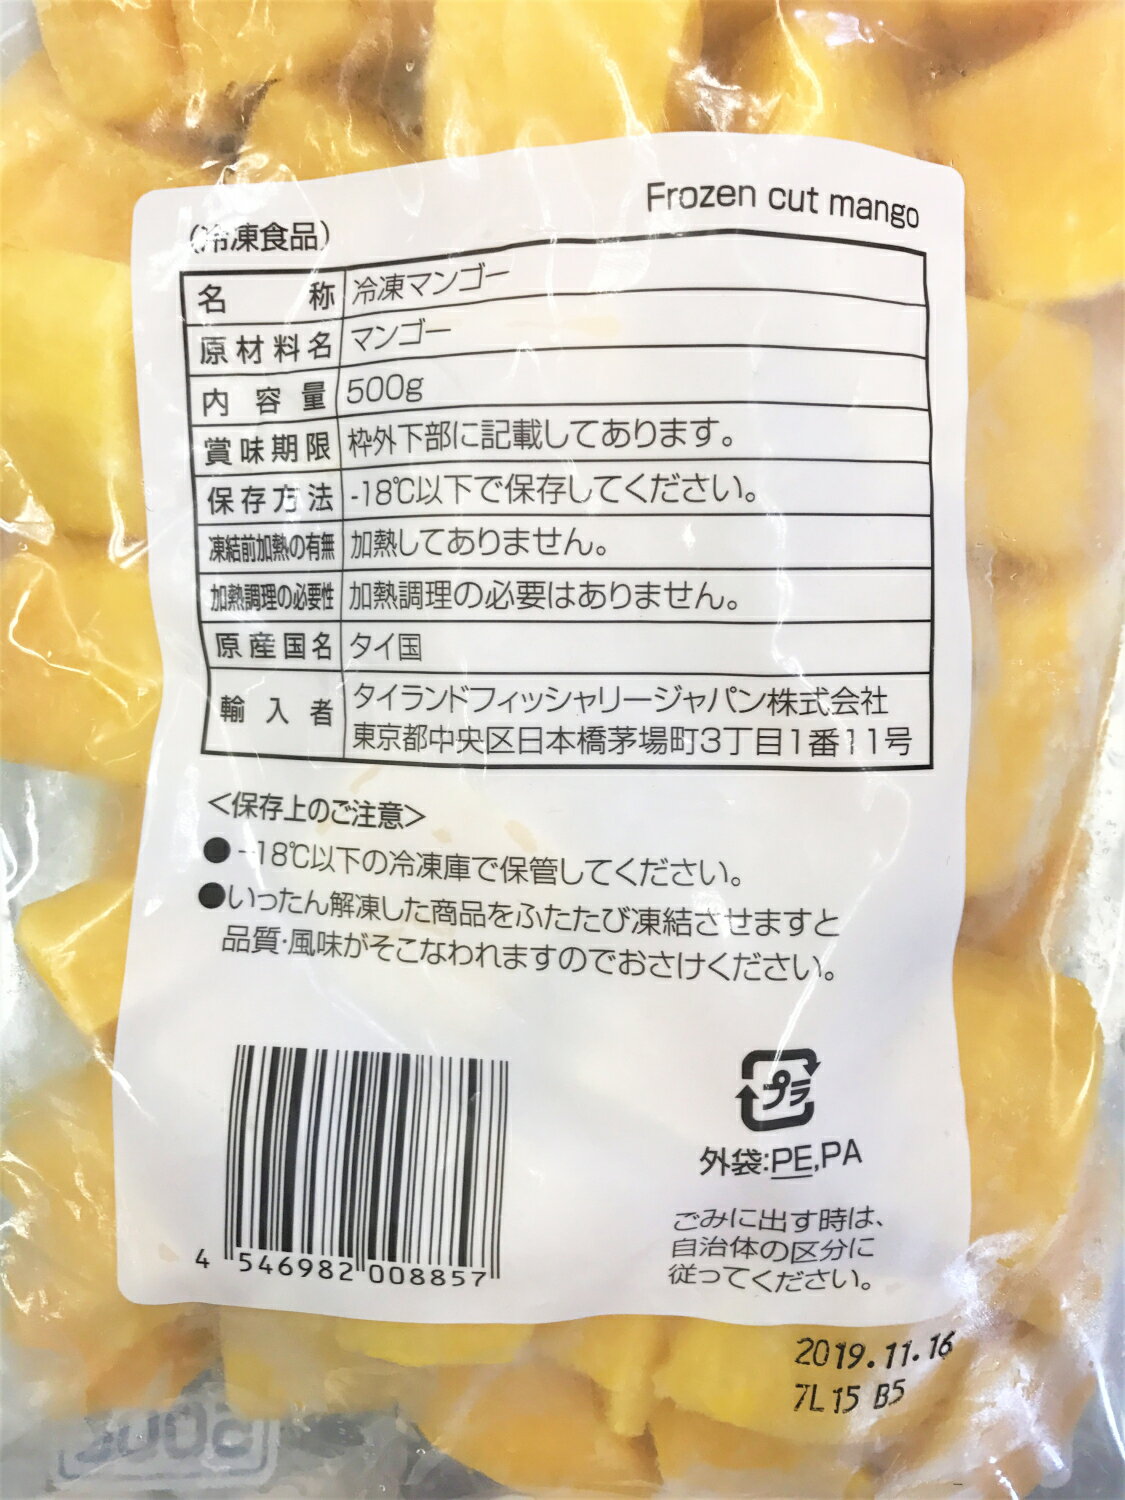 Frozen cut mango
(冷凍食品)
名称 冷凍マンゴー
原材料名 マンゴー
内容量 500g
賞味期限 枠外下部に記載してあります。
保存方法 -18℃以下で保存してください。
凍結前加熱の有無 加熱してありません。
加熱調理の必要性 加熱調理の必要はありません。
原産国名 タイ国
輸入者 タイランドフィッシャリージャパン株式会社
東京都中央区日本橋茅場町3丁目1番11号
<保存上のご注意>
●-18℃以下の冷凍庫で保管してください。
●いったん解凍した商品をふたたび凍結させますと
品質・風味がそこなわれますのでおさけください。
4 546982 008857
プラ
外袋:PE,PA
ごみに出す時は、
自治体の区分に
従ってください。
2019.11.16
7L15 B5
500g